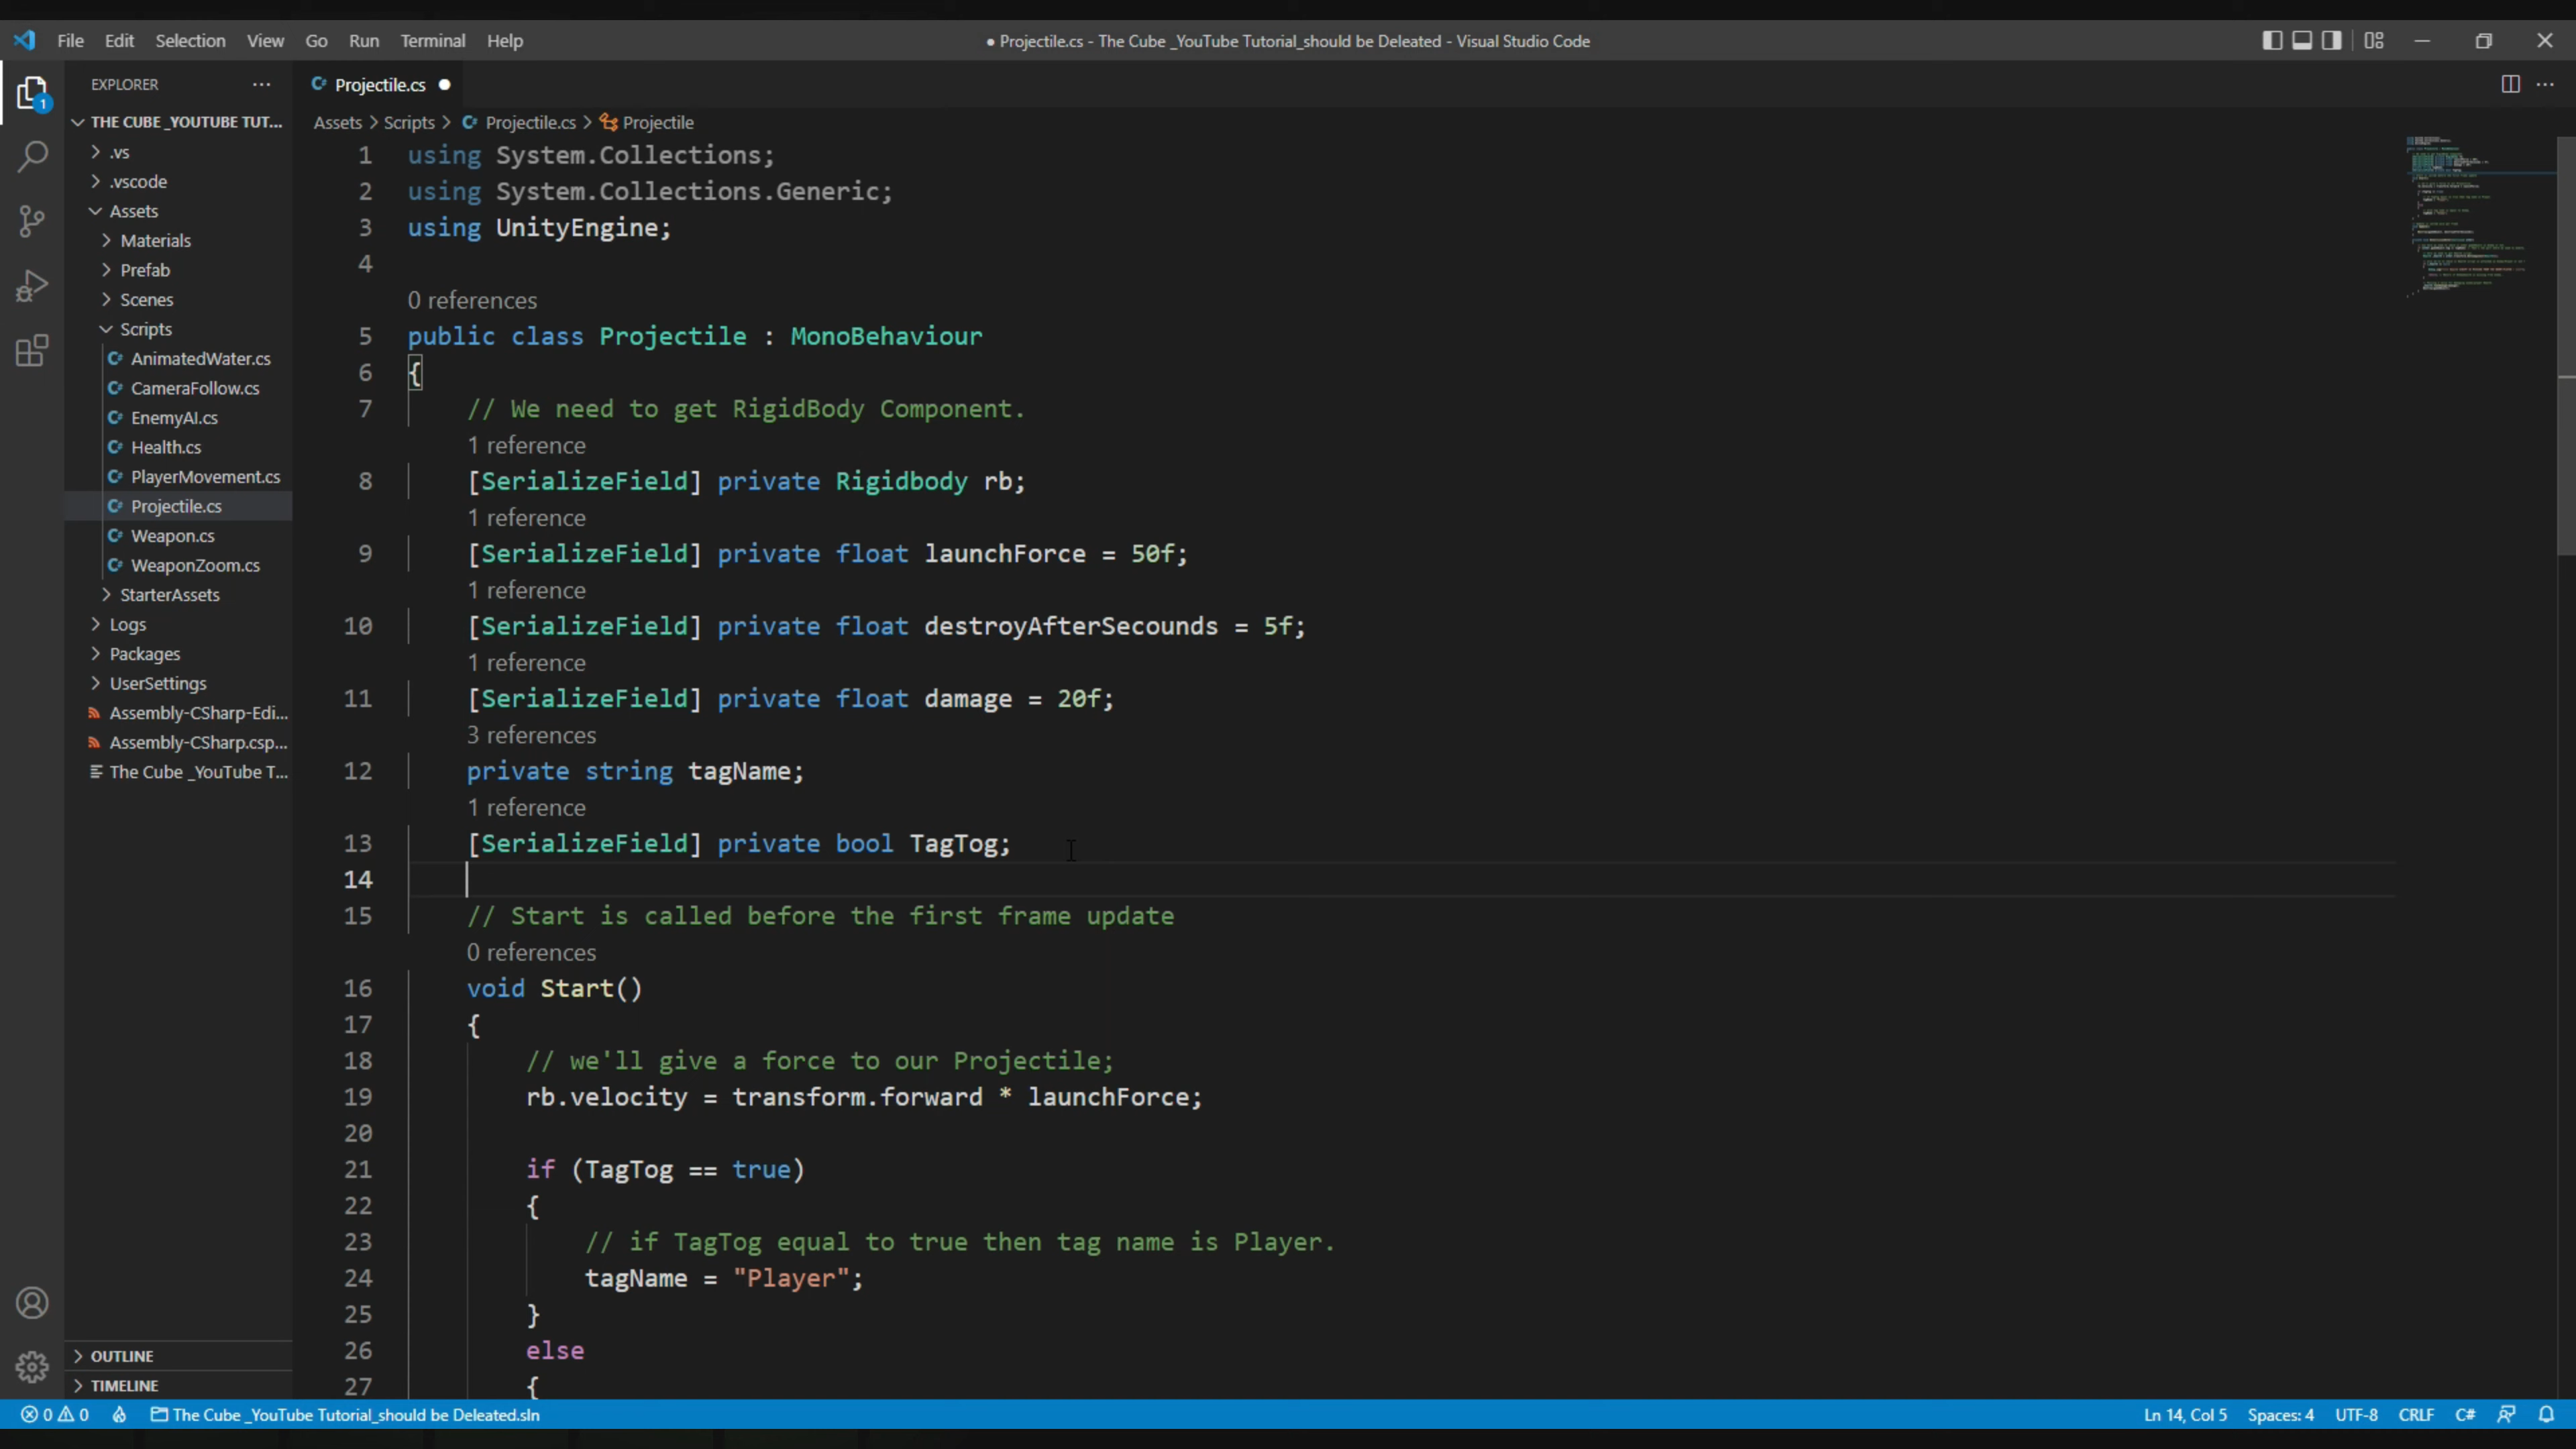 File Edit Selection View Go Run Terminal Help
● Projectile.cs - The Cube _YouTube Tutorial_should be Deleated - Visual Studio Code
EXPLORER
1
THE CUBE _YOUTUBE TUT...
.vs
.vscode
Assets
Materials
Prefab
Scenes
Scripts
AnimatedWater.cs
CameraFollow.cs
EnemyAI.cs
Health.cs
PlayerMovement.cs
Projectile.cs
Weapon.cs
WeaponZoom.cs
StarterAssets
Logs
Packages
UserSettings
Assembly-CSharp-Edi...
Assembly-CSharp.csp...
The Cube _YouTube T...
OUTLINE
TIMELINE
Projectile.cs
Assets > Scripts > Projectile.cs > Projectile
1 using System.Collections;
2 using System.Collections.Generic;
3 using UnityEngine;
4
0 references
5 public class Projectile : MonoBehaviour
6 {
7 // We need to get RigidBody Component.
1 reference
8 [SerializeField] private Rigidbody rb;
1 reference
9 [SerializeField] private float launchForce = 50f;
1 reference
10 [SerializeField] private float destroyAfterSecounds = 5f;
1 reference
11 [SerializeField] private float damage = 20f;
3 references
12 private string tagName;
1 reference
13 [SerializeField] private bool TagTog;
14
15 // Start is called before the first frame update
0 references
16 void Start()
17 {
18 // we'll give a force to our Projectile;
19 rb.velocity = transform.forward * launchForce;
20
21 if (TagTog == true)
22 {
23 // if TagTog equal to true then tag name is Player.
24 tagName = "Player";
25 }
26 else
27 {
0 0 The Cube _YouTube Tutorial_should be Deleated.sln
Ln 14, Col 5 Spaces: 4 UTF-8 CRLF C#